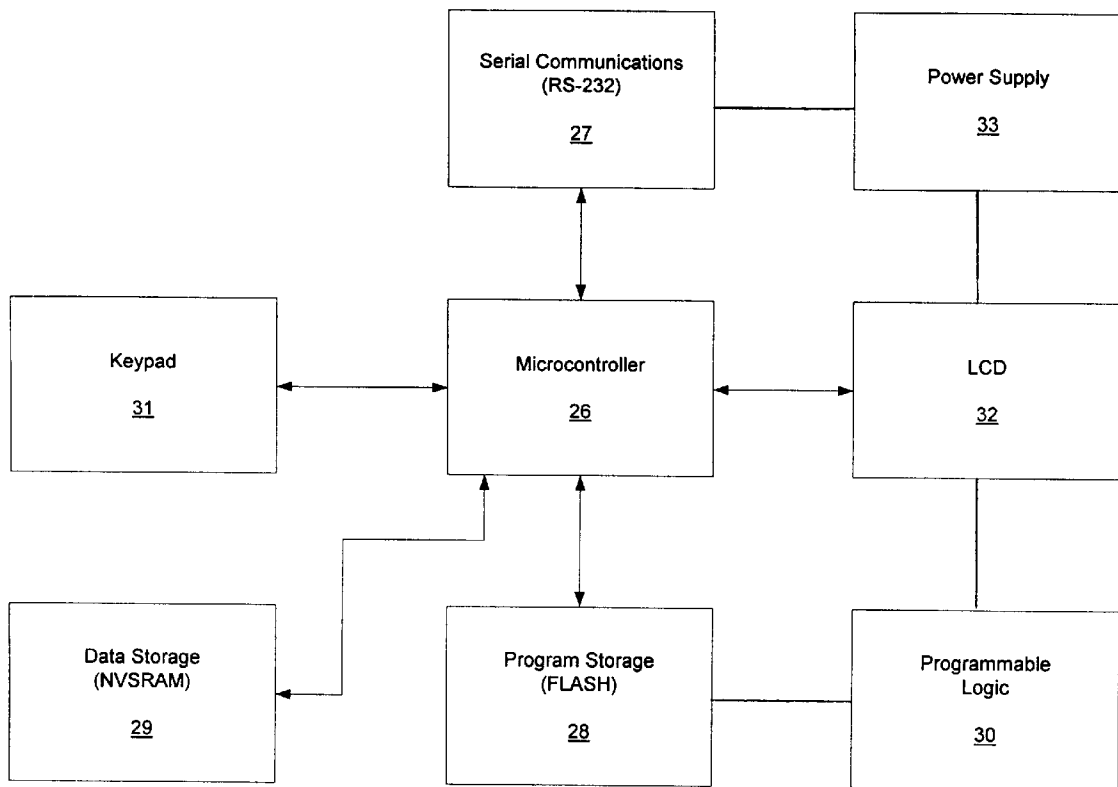 Serial Communications
(RS-232)
27
Power Supply
33
Keypad
31
Microcontroller
26
LCD
32
Data Storage
(NVSRAM)
29
Program Storage
(FLASH)
28
Programmable
Logic
30